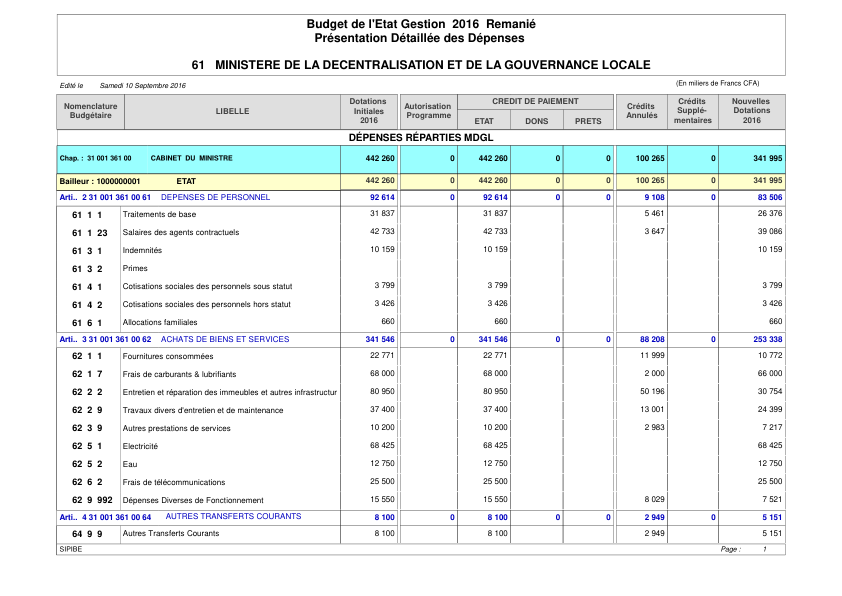 Budget de l'Etat Gestion 2016 Remanié
Présentation Détaillée des Dépenses
61 MINISTERE DE LA DECENTRALISATION ET DE LA GOUVERNANCE LOCALE
Edité le Samedi 10 Septembre 2016 (En miliers de Francs CFA)
Nomenclature Budgétaire LIBELLE Dotations Initiales 2016 Autorisation Programme CREDIT DE PAIEMENT ETAT DONS PRETS Crédits Annulés Crédits Supplé-mentaires Nouvelles Dotations 2016
DÉPENSES RÉPARTIES MDGL
Chap. : 31 001 361 00 CABINET DU MINISTRE 442 260 0 442 260 0 0 100 265 0 341 995
Bailleur : 1000000001 ETAT 442 260 0 442 260 0 0 100 265 0 341 995
Arti.. 2 31 001 361 00 61 DEPENSES DE PERSONNEL 92 614 0 92 614 0 0 9 108 0 83 506
61 1 1 Traitements de base 31 837 31 837 5 461 26 376
61 1 23 Salaires des agents contractuels 42 733 42 733 3 647 39 086
61 3 1 Indemnités 10 159 10 159 10 159
61 3 2 Primes
61 4 1 Cotisations sociales des personnels sous statut 3 799 3 799 3 799
61 4 2 Cotisations sociales des personnels hors statut 3 426 3 426 3 426
61 6 1 Allocations familiales 660 660 660
Arti.. 3 31 001 361 00 62 ACHATS DE BIENS ET SERVICES 341 546 0 341 546 0 0 88 208 0 253 338
62 1 1 Fournitures consommées 22 771 22 771 11 999 10 772
62 1 7 Frais de carburants & lubrifiants 68 000 68 000 2 000 66 000
62 2 2 Entretien et réparation des immeubles et autres infrastructur 80 950 80 950 50 196 30 754
62 2 9 Travaux divers d'entretien et de maintenance 37 400 37 400 13 001 24 399
62 3 9 Autres prestations de services 10 200 10 200 2 983 7 217
62 5 1 Electricité 68 425 68 425 68 425
62 5 2 Eau 12 750 12 750 12 750
62 6 2 Frais de télécommunications 25 500 25 500 25 500
62 9 992 Dépenses Diverses de Fonctionnement 15 550 15 550 8 029 7 521
Arti.. 4 31 001 361 00 64 AUTRES TRANSFERTS COURANTS 8 100 0 8 100 0 0 2 949 0 5 151
64 9 9 Autres Transferts Courants 8 100 8 100 2 949 5 151
SIPIBE Page : 1